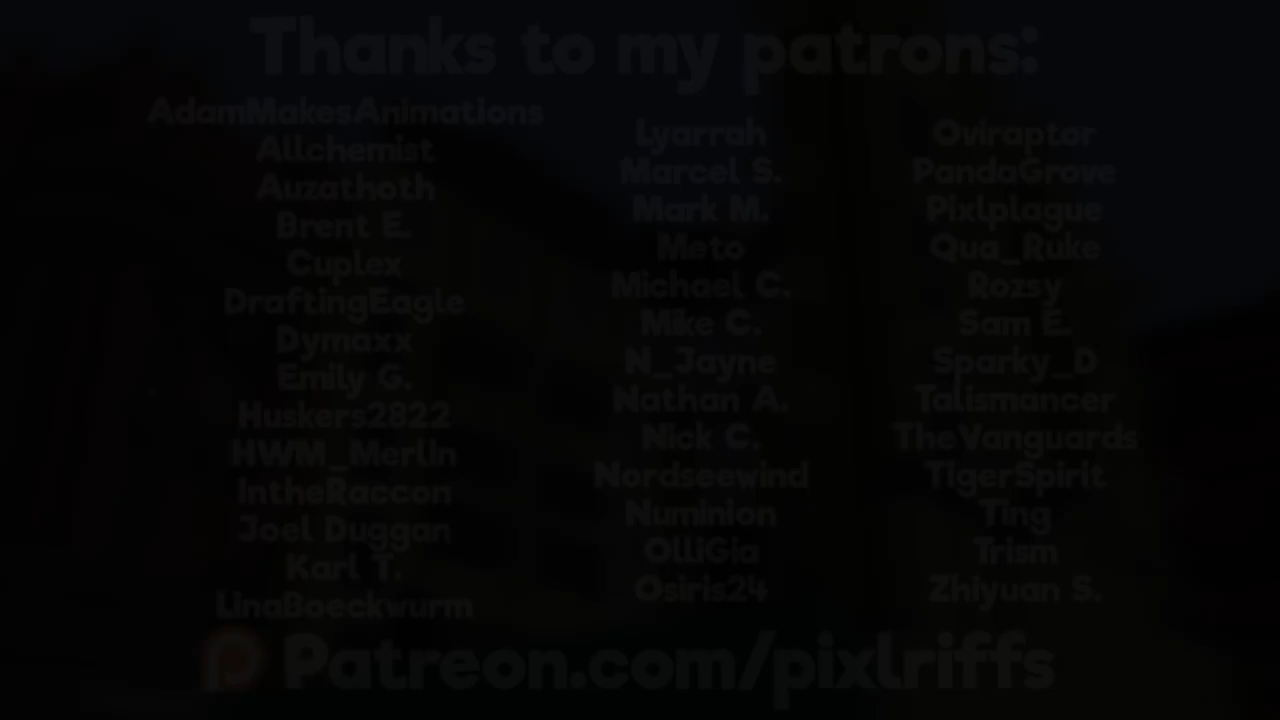 Thanks to my patrons:
AdamMakesAnimations
Allchemist
Auzathoth
Brent E.
Cuplex
DraftingEagle
Dymaxx
Emily G.
Huskers2822
HWM_Merlin
IntheRaccon
Joel Duggan
Karl T.
LinaBoeckwurm
Lyarrah
Marcel S.
Mark M.
Meto
Michael C.
Mike C.
N_Jayne
Nathan A.
Nick C.
Nordseewind
Numinion
OlliGia
Osiris24
Oviraptor
PandaGrove
Pixlplague
Qua_Ruke
Rozsy
Sam E.
Sparky_D
Talismancer
TheVanguards
TigerSpirit
Ting
Trism
Zhiyuan S.
Patreon.com/pixlriffs